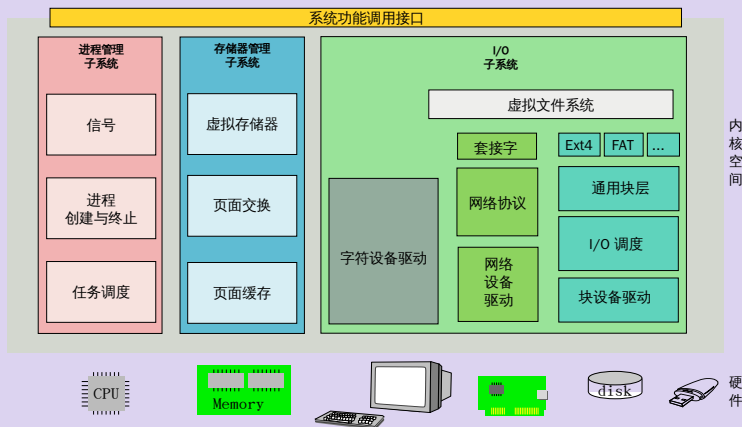 系统功能调用接口
进程管理
子系统
信号
进程
创建与终止
任务调度
存储器管理
子系统
虚拟存储器
页面交换
页面缓存
I/O
子系统
虚拟文件系统
套接字
Ext4
FAT
...
网络协议
通用块层
字符设备驱动
I/O 调度
网络
设备
驱动
块设备驱动
内
核
空
间
CPU
Memory
disk
硬
件